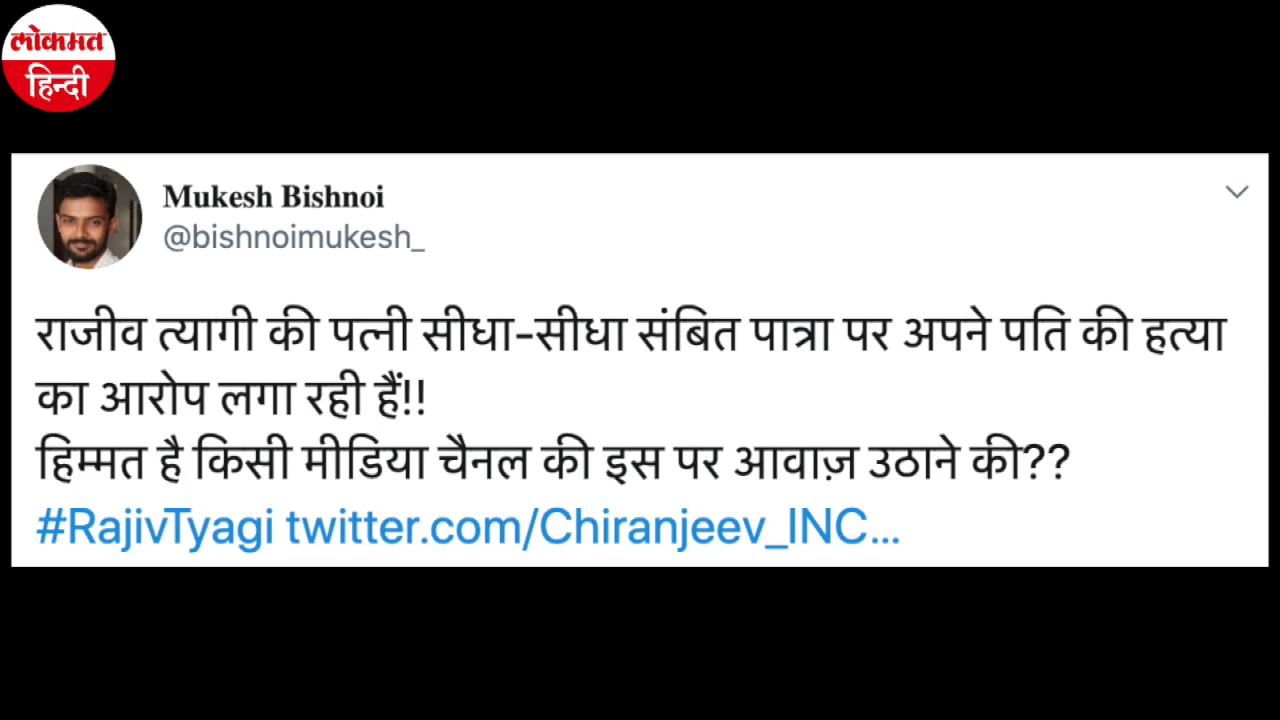 लोकमत
हिन्दी
Mukesh Bishnoi
@bishnoimukesh_
राजीव त्यागी की पत्नी सीधा-सीधा संबित पात्रा पर अपने पति की हत्या
का आरोप लगा रही हैं!!
हिम्मत है किसी मीडिया चैनल की इस पर आवाज़ उठाने की??
#RajivTyagi twitter.com/Chiranjeev_INC...